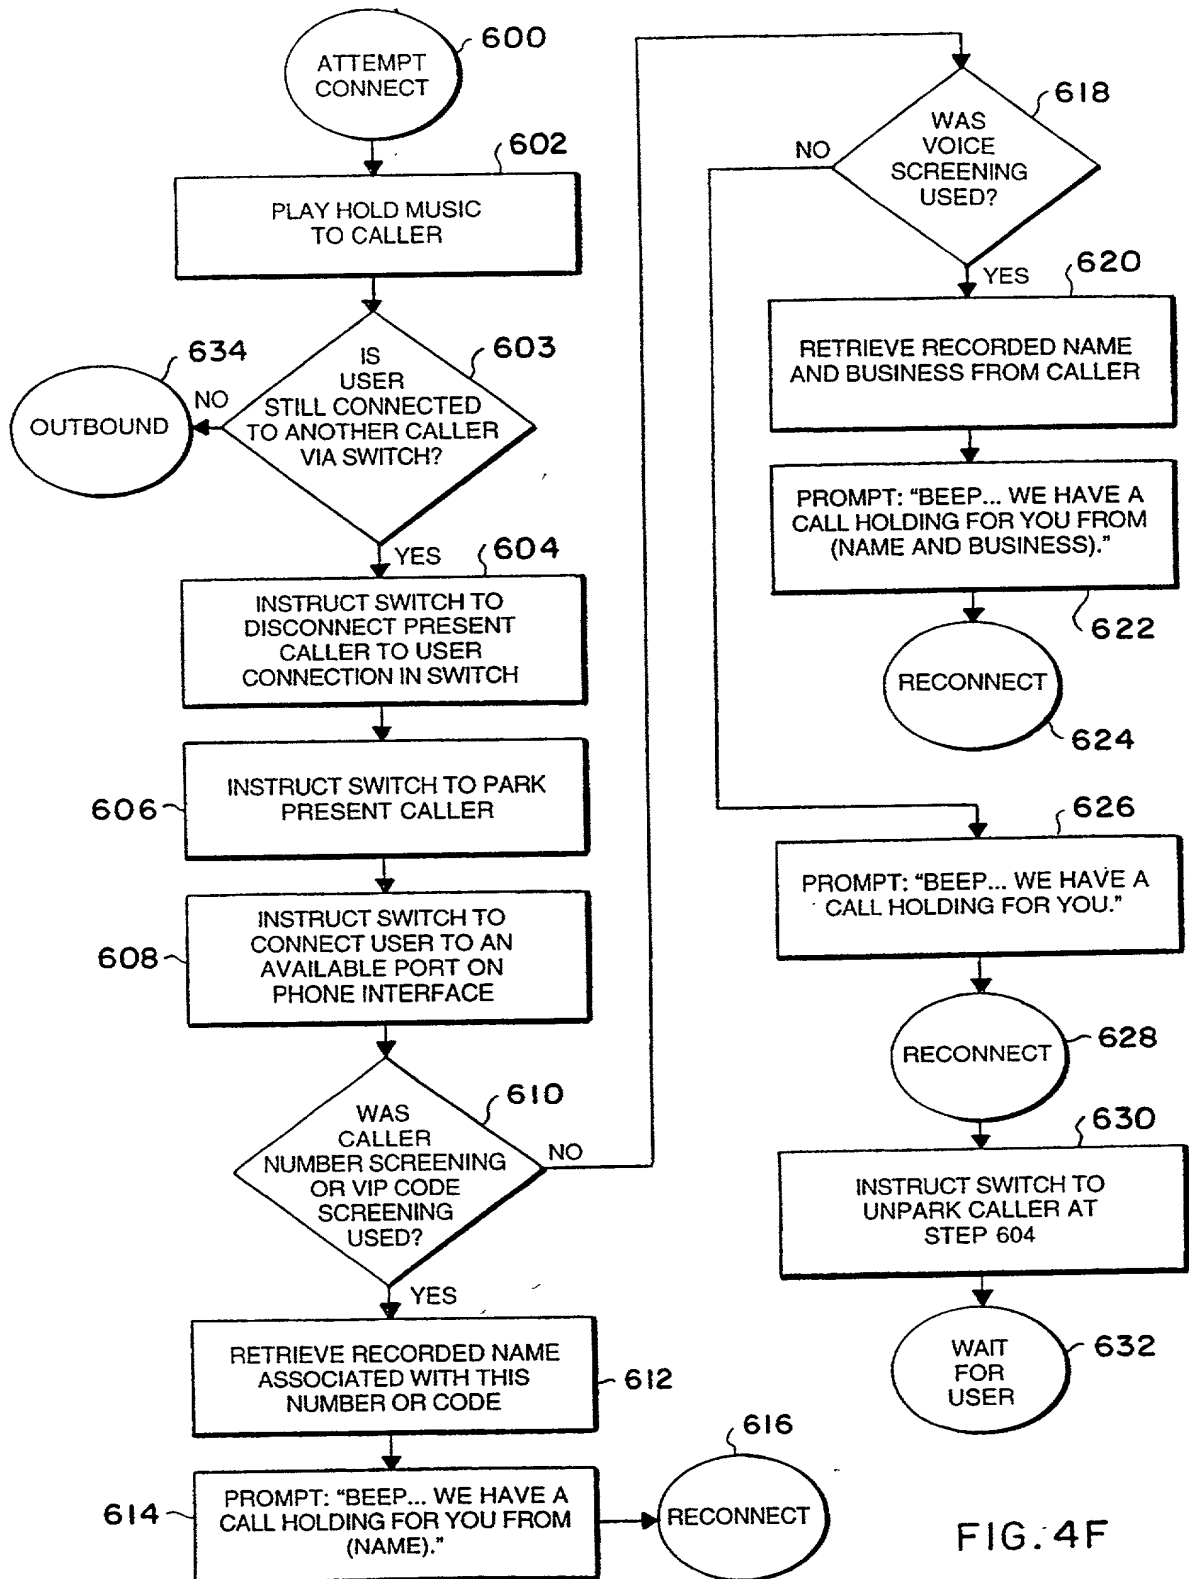 600
ATTEMPT
CONNECT
602
PLAY HOLD MUSIC
TO CALLER
603
IS
USER
STILL CONNECTED
TO ANOTHER CALLER
VIA SWITCH?
NO
634
OUTBOUND
YES
604
INSTRUCT SWITCH TO
DISCONNECT PRESENT
CALLER TO USER
CONNECTION IN SWITCH
606
INSTRUCT SWITCH TO PARK
PRESENT CALLER
608
INSTRUCT SWITCH TO
CONNECT USER TO AN
AVAILABLE PORT ON
PHONE INTERFACE
610
WAS
CALLER
NUMBER SCREENING
OR VIP CODE
SCREENING
USED?
NO
YES
RETRIEVE RECORDED NAME
ASSOCIATED WITH THIS
NUMBER OR CODE
612
614
PROMPT: "BEEP... WE HAVE A
CALL HOLDING FOR YOU FROM
(NAME)."
616
RECONNECT
618
WAS
VOICE
SCREENING
USED?
NO
YES
620
RETRIEVE RECORDED NAME
AND BUSINESS FROM CALLER
PROMPT: "BEEP... WE HAVE A
CALL HOLDING FOR YOU FROM
(NAME AND BUSINESS)."
622
RECONNECT
624
626
PROMPT: "BEEP... WE HAVE A
CALL HOLDING FOR YOU."
RECONNECT
628
630
INSTRUCT SWITCH TO
UNPARK CALLER AT
STEP 604
WAIT
FOR
USER
632
FIG. 4F